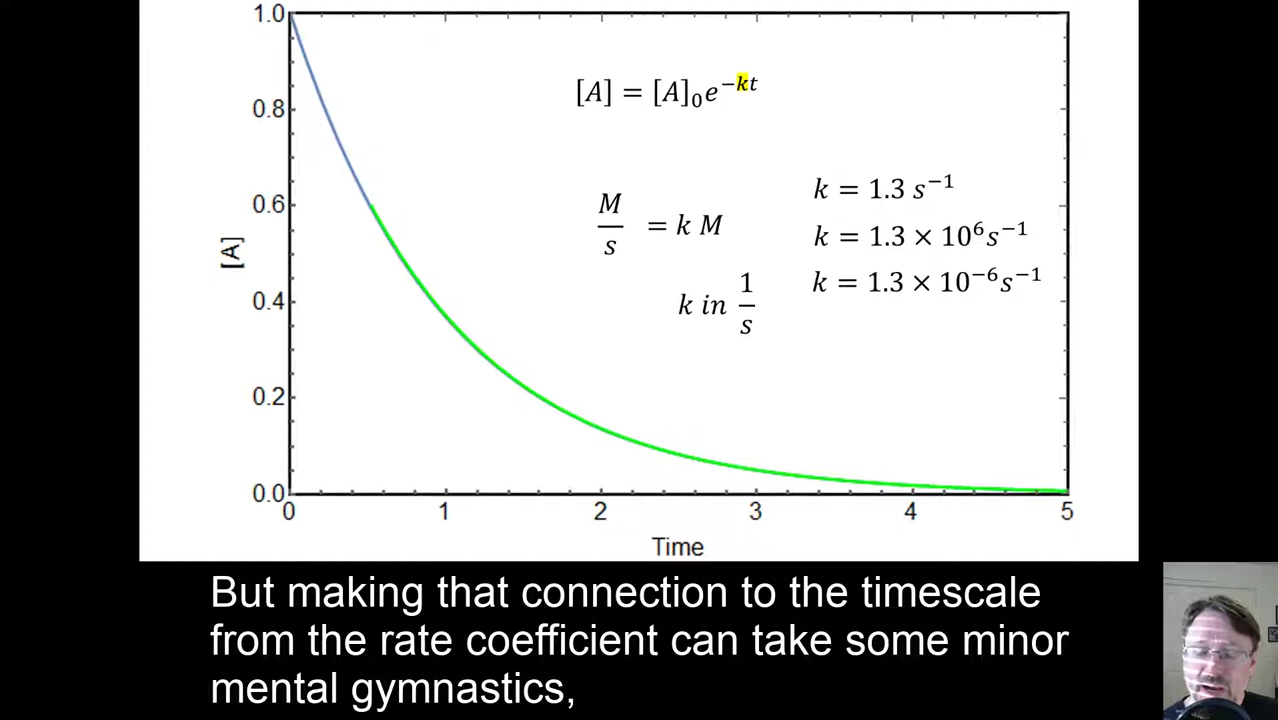 1.0
[A] = [A]₀e^{−kt}
0.8
k = 1.3 s⁻¹
0.6
M/s = k M
k = 1.3 × 10⁶s⁻¹
[A]
k = 1.3 × 10⁻⁶s⁻¹
0.4
k in 1/s
0.2
0.0
0 1 2 3 4 5
Time
But making that connection to the timescale
from the rate coefficient can take some minor
mental gymnastics,